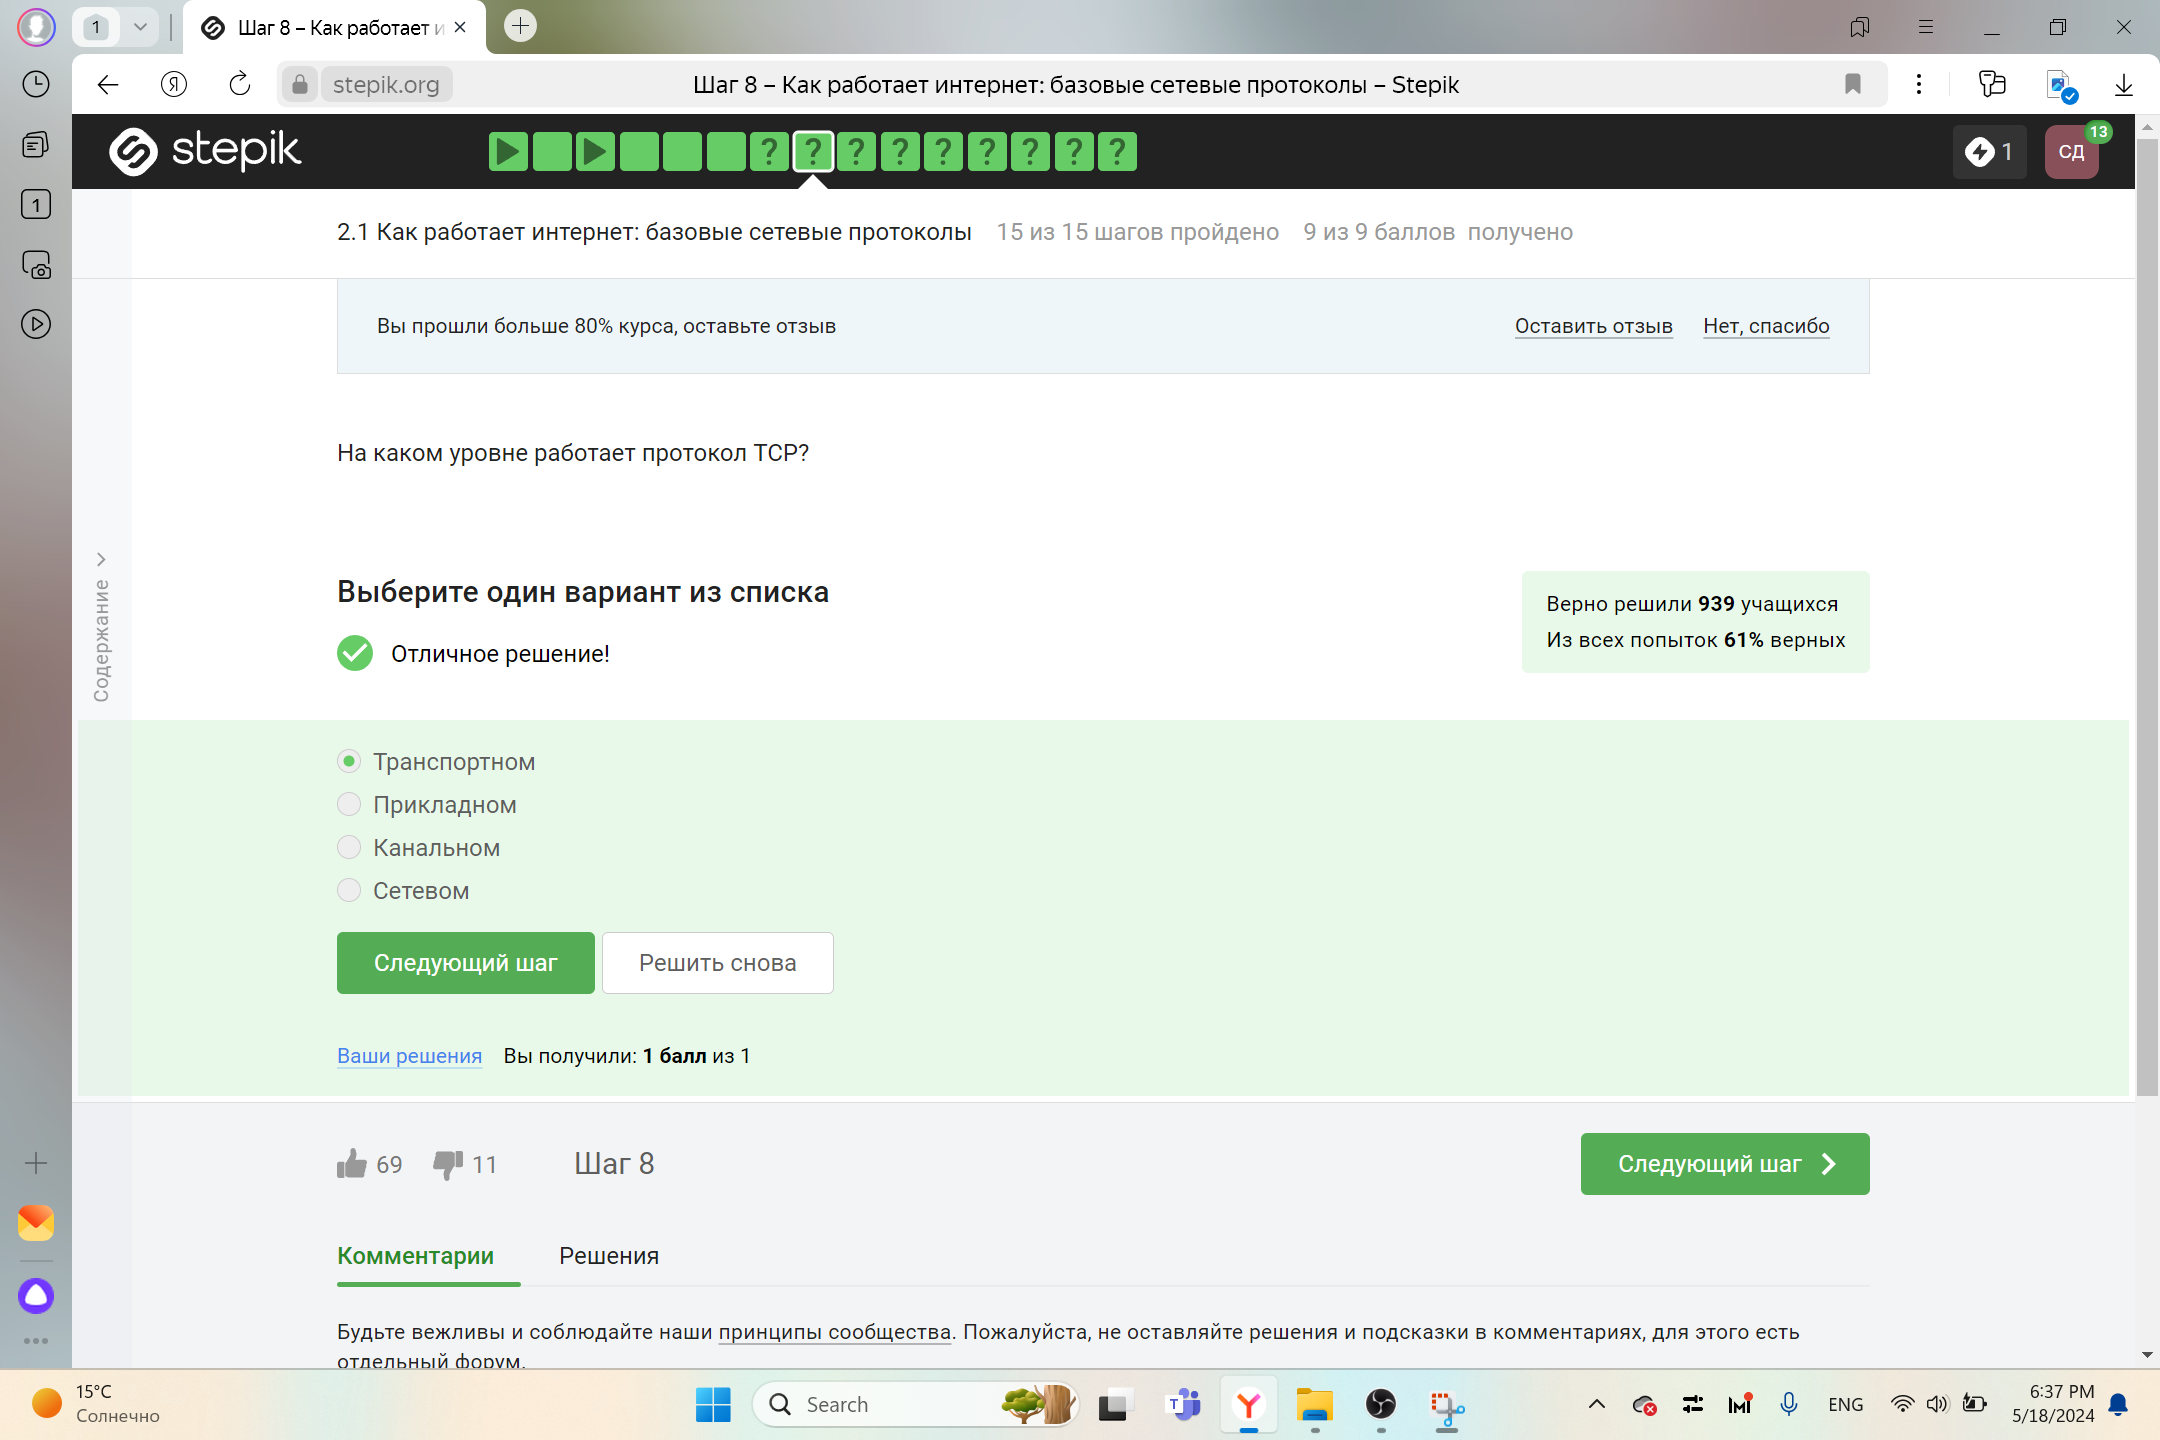 1
Шаг 8 – Как работает и
stepik.org
Шаг 8 – Как работает интернет: базовые сетевые протоколы – Stepik
1
stepik
? ? ? ? ? ? ? ? ?
1
СД
13
2.1 Как работает интернет: базовые сетевые протоколы 15 из 15 шагов пройдено 9 из 9 баллов получено
Вы прошли больше 80% курса, оставьте отзыв
Оставить отзыв Нет, спасибо
На каком уровне работает протокол TCP?
Содержание
Выберите один вариант из списка
Отличное решение!
Верно решили 939 учащихся
Из всех попыток 61% верных
Транспортном
Прикладном
Канальном
Сетевом
Следующий шаг Решить снова
Ваши решения Вы получили: 1 балл из 1
69 11 Шаг 8
Следующий шаг
Комментарии Решения
Будьте вежливы и соблюдайте наши принципы сообщества. Пожалуйста, не оставляйте решения и подсказки в комментариях, для этого есть
отдельный форум.
15°C
Солнечно
Search
ENG
6:37 PM
5/18/2024